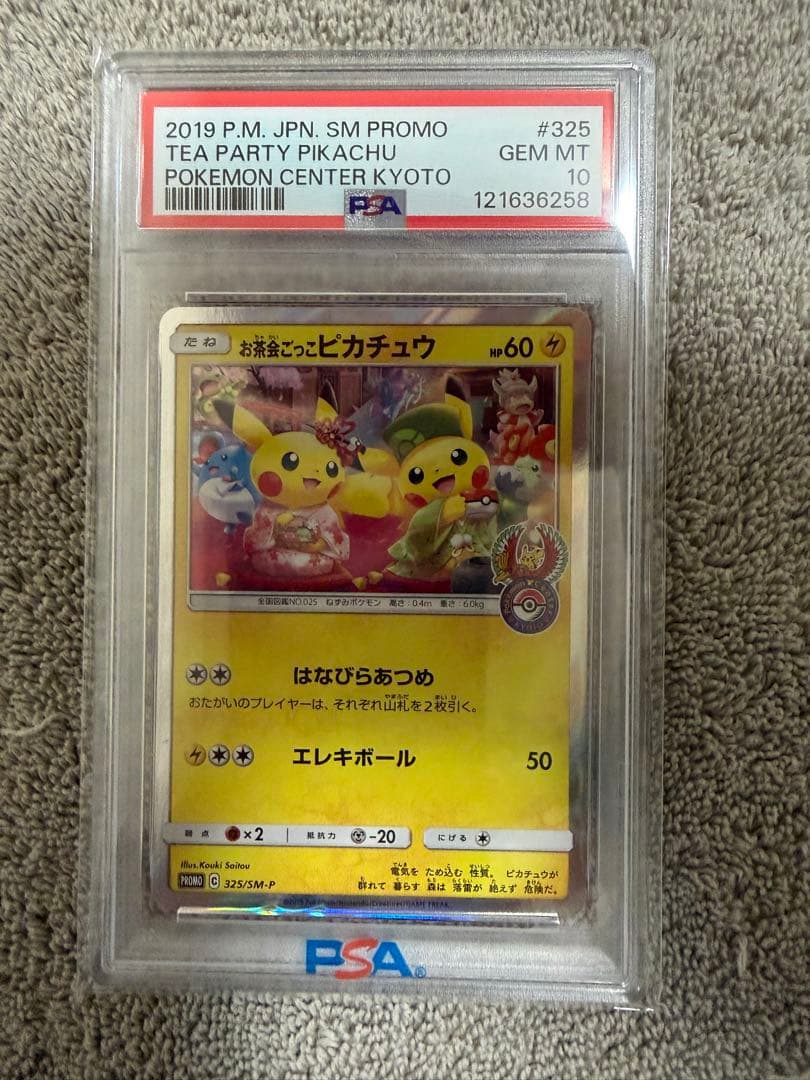 2019 P.M. JPN. SM PROMO #325
TEA PARTY PIKACHU GEM MT
POKEMON CENTER KYOTO 10
PSA 121636258
たね お茶会ごっこピカチュウ HP60
全国図鑑NO.025 ねずみポケモン 高さ:0.4m 重さ:6.0kg
POKÉMON CENTER KYOTO
はなびらあつめ
おたがいのプレイヤーは、それぞれ山札を2枚引く。
エレキボール 50
弱点 ×2 抵抗力 -20 にげる
Illus. Kouki Saitou
電気を ため込む 性質。 ピカチュウが
群れて 暮らす 森は 落雷が 絶えず 危険だ。
PROMO C 325/SM-P
PSA®